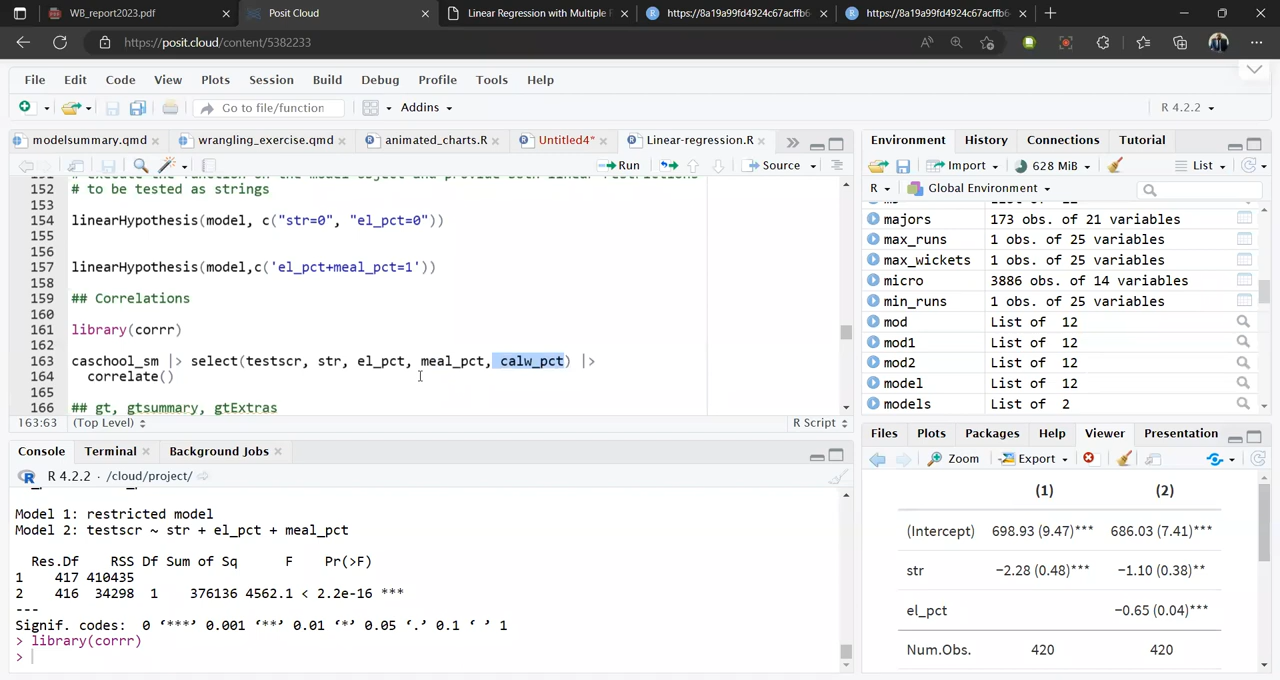 WB_report2023.pdf
Posit Cloud
Linear Regression with Multiple R
https://8a19a99fd4924c67acffb6
https://8a19a99fd4924c67acffb6
https://posit.cloud/content/5382233
File Edit Code View Plots Session Build Debug Profile Tools Help
Go to file/function
Addins
R 4.2.2
modelsummary.qmd
wrangling_exercise.qmd
animated_charts.R
Untitled4*
Linear-regression.R
Run
Source
152 # to be tested as strings
153
154 linearHypothesis(model, c("str=0", "el_pct=0"))
155
156
157 linearHypothesis(model,c('el_pct+meal_pct=1'))
158
159 ## Correlations
160
161 library(corrr)
162
163 caschool_sm |> select(testscr, str, el_pct, meal_pct, calw_pct) |>
164 correlate()
165
166 ## gt, gtsummary, gtExtras
163:63 (Top Level) R Script
Console Terminal Background Jobs
R 4.2.2 · /cloud/project/
Model 1: restricted model
Model 2: testscr ~ str + el_pct + meal_pct
Res.Df RSS Df Sum of Sq F Pr(>F)
1 417 410435
2 416 34298 1 376136 4562.1 < 2.2e-16 ***
---
Signif. codes: 0 ‘***’ 0.001 ‘**’ 0.01 ‘*’ 0.05 ‘.’ 0.1 ‘ ’ 1
> library(corrr)
>
Environment History Connections Tutorial
Import 628 MiB List
R Global Environment
majors 173 obs. of 21 variables
max_runs 1 obs. of 25 variables
max_wickets 1 obs. of 25 variables
micro 3886 obs. of 14 variables
min_runs 1 obs. of 25 variables
mod List of 12
mod1 List of 12
mod2 List of 12
model List of 12
models List of 2
Files Plots Packages Help Viewer Presentation
Zoom Export
(1) (2)
(Intercept) 698.93 (9.47)*** 686.03 (7.41)***
str −2.28 (0.48)*** −1.10 (0.38)**
el_pct −0.65 (0.04)***
Num.Obs. 420 420